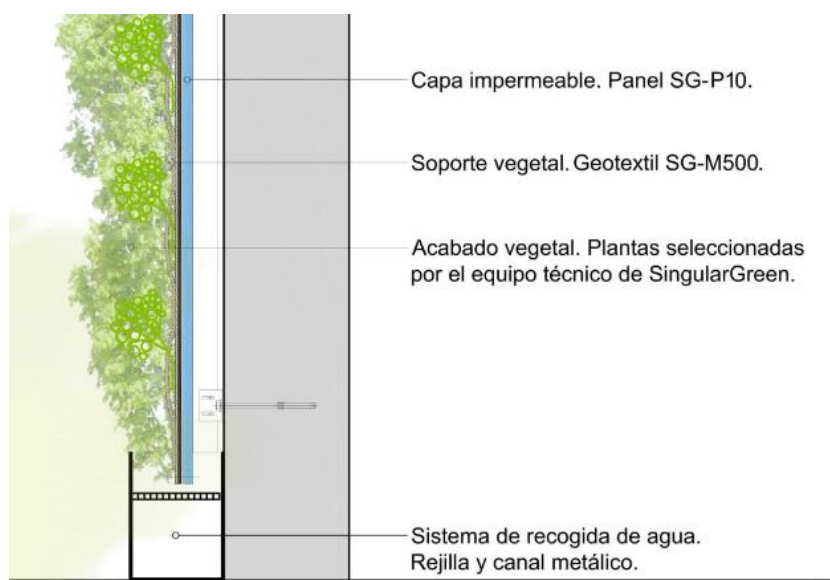 Capa impermeable. Panel SG-P10.
Soporte vegetal. Geotextil SG-M500.
Acabado vegetal. Plantas seleccionadas
por el equipo técnico de SingularGreen.
Sistema de recogida de agua.
Rejilla y canal metálico.